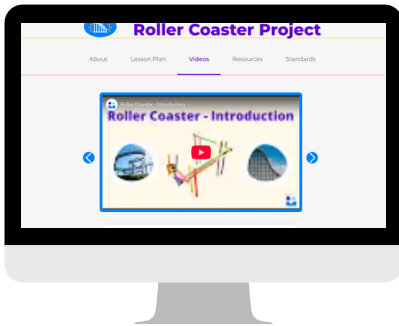 Roller Coaster Project
About Lesson Plan Videos Resources Standards
Roller Coaster - Introduction
Roller Coaster - Introduction